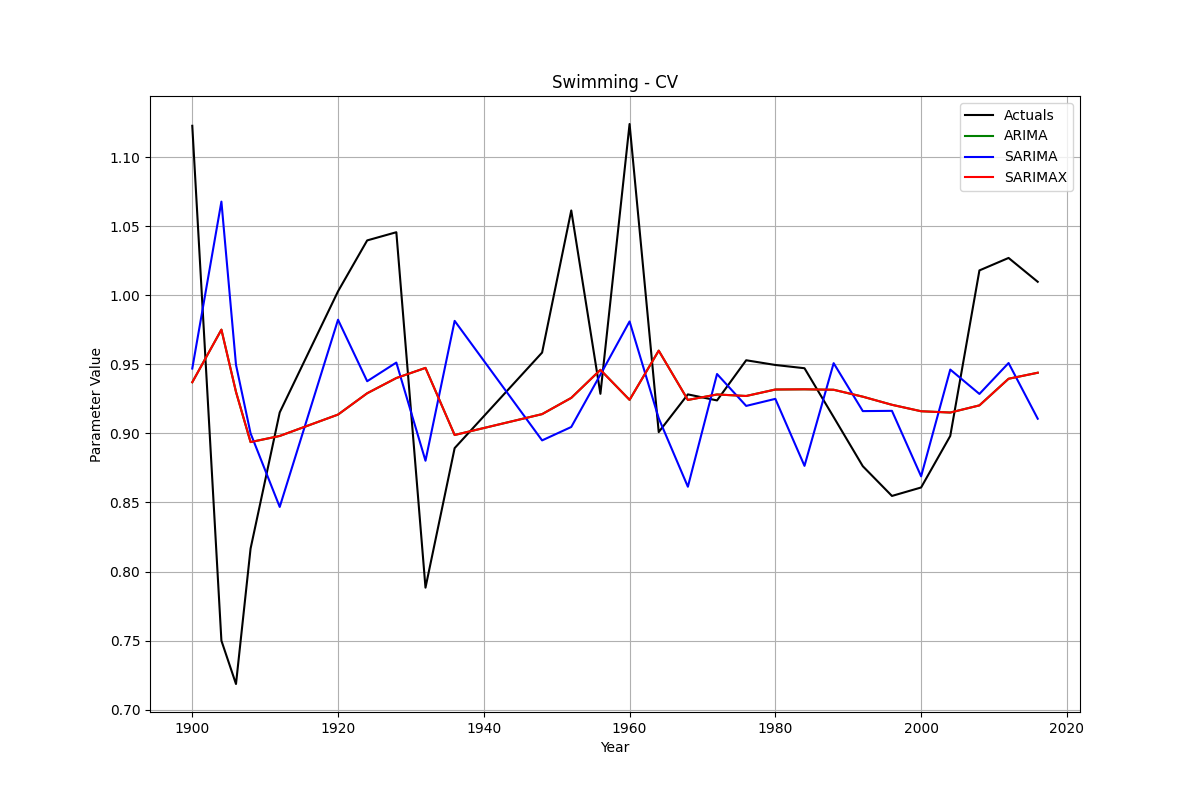 Swimming - CV
Actuals
ARIMA
SARIMA
SARIMAX
Parameter Value
1.10
1.05
1.00
0.95
0.90
0.85
0.80
0.75
0.70
1900
1920
1940
1960
1980
2000
2020
Year